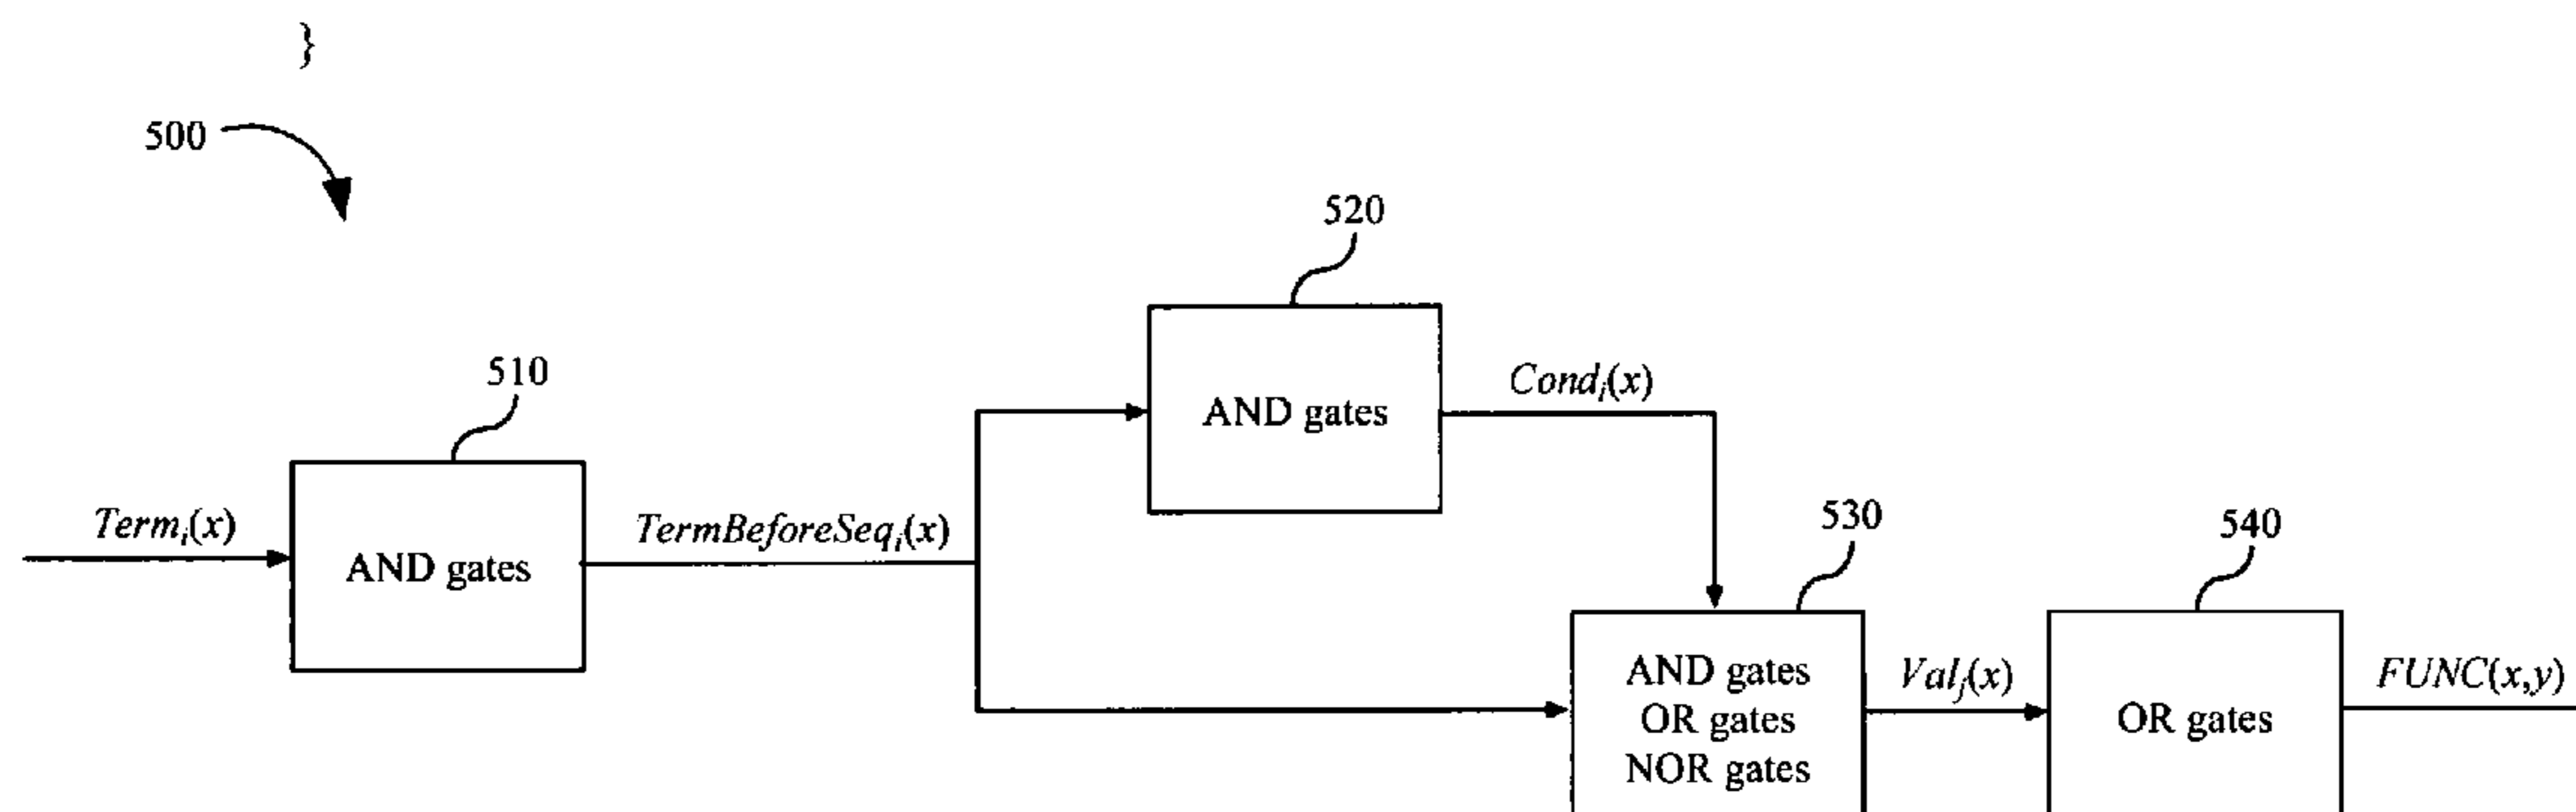 }
500
520
510
Cond_i(x)
AND gates
530
540
Term_i(x)
TermBeforeSeq_i(x)
AND gates
AND gates
OR gates
NOR gates
Val_j(x)
OR gates
FUNC(x,y)